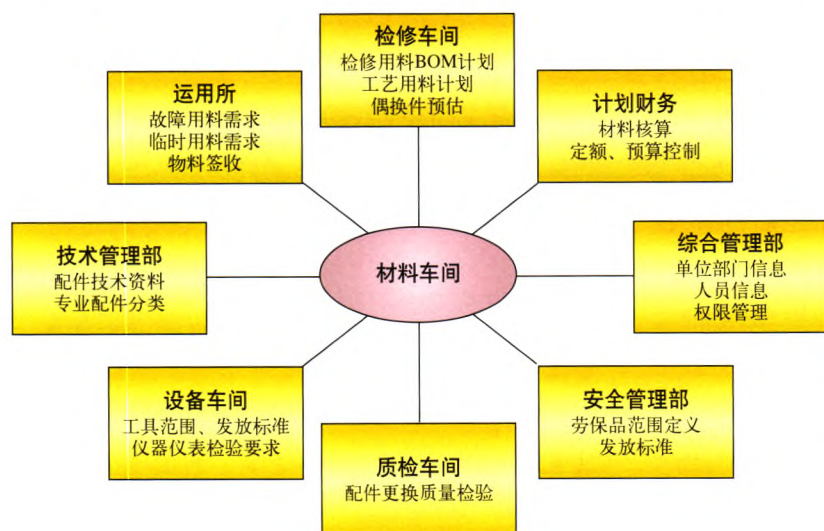 检修车间
检修用料BOM计划
工艺用料计划
偶换件预估
运用所
故障用料需求
临时用料需求
物料签收
计划财务
材料核算
定额、预算控制
技术管理部
配件技术资料
专业配件分类
材料车间
综合管理部
单位部门信息
人员信息
权限管理
设备车间
工具范围、发放标准
仪器仪表检验要求
质检车间
配件更换质量检验
安全管理部
劳保品范围定义
发放标准